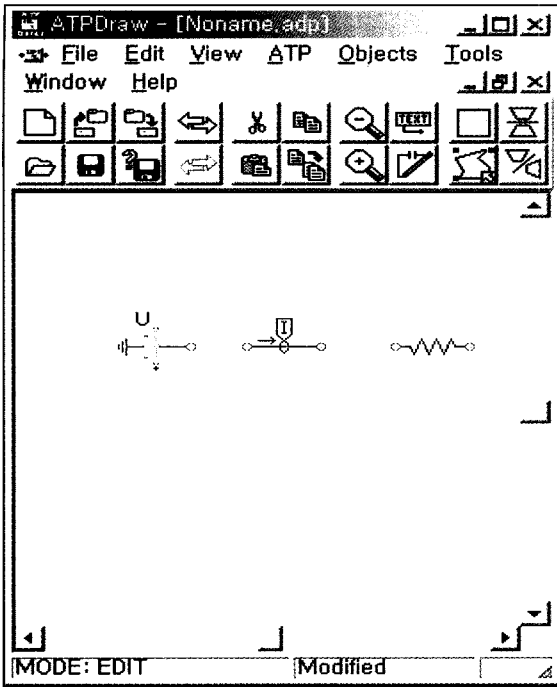 ATPDraw - [Noname.adp]
File Edit View ATP Objects Tools
Window Help
TEXT
U
I
MODE: EDIT Modified